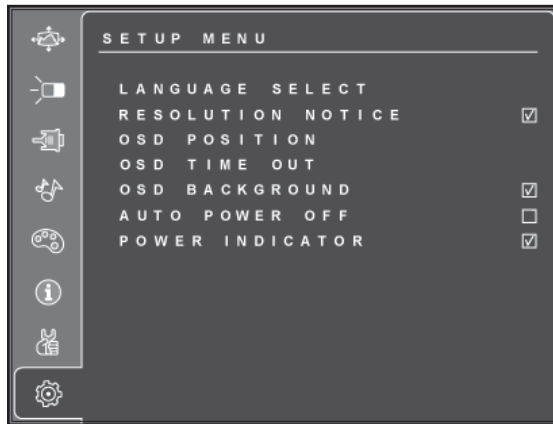 SETUP MENU
LANGUAGE SELECT
RESOLUTION NOTICE
OSD POSITION
OSD TIME OUT
OSD BACKGROUND
AUTO POWER OFF
POWER INDICATOR